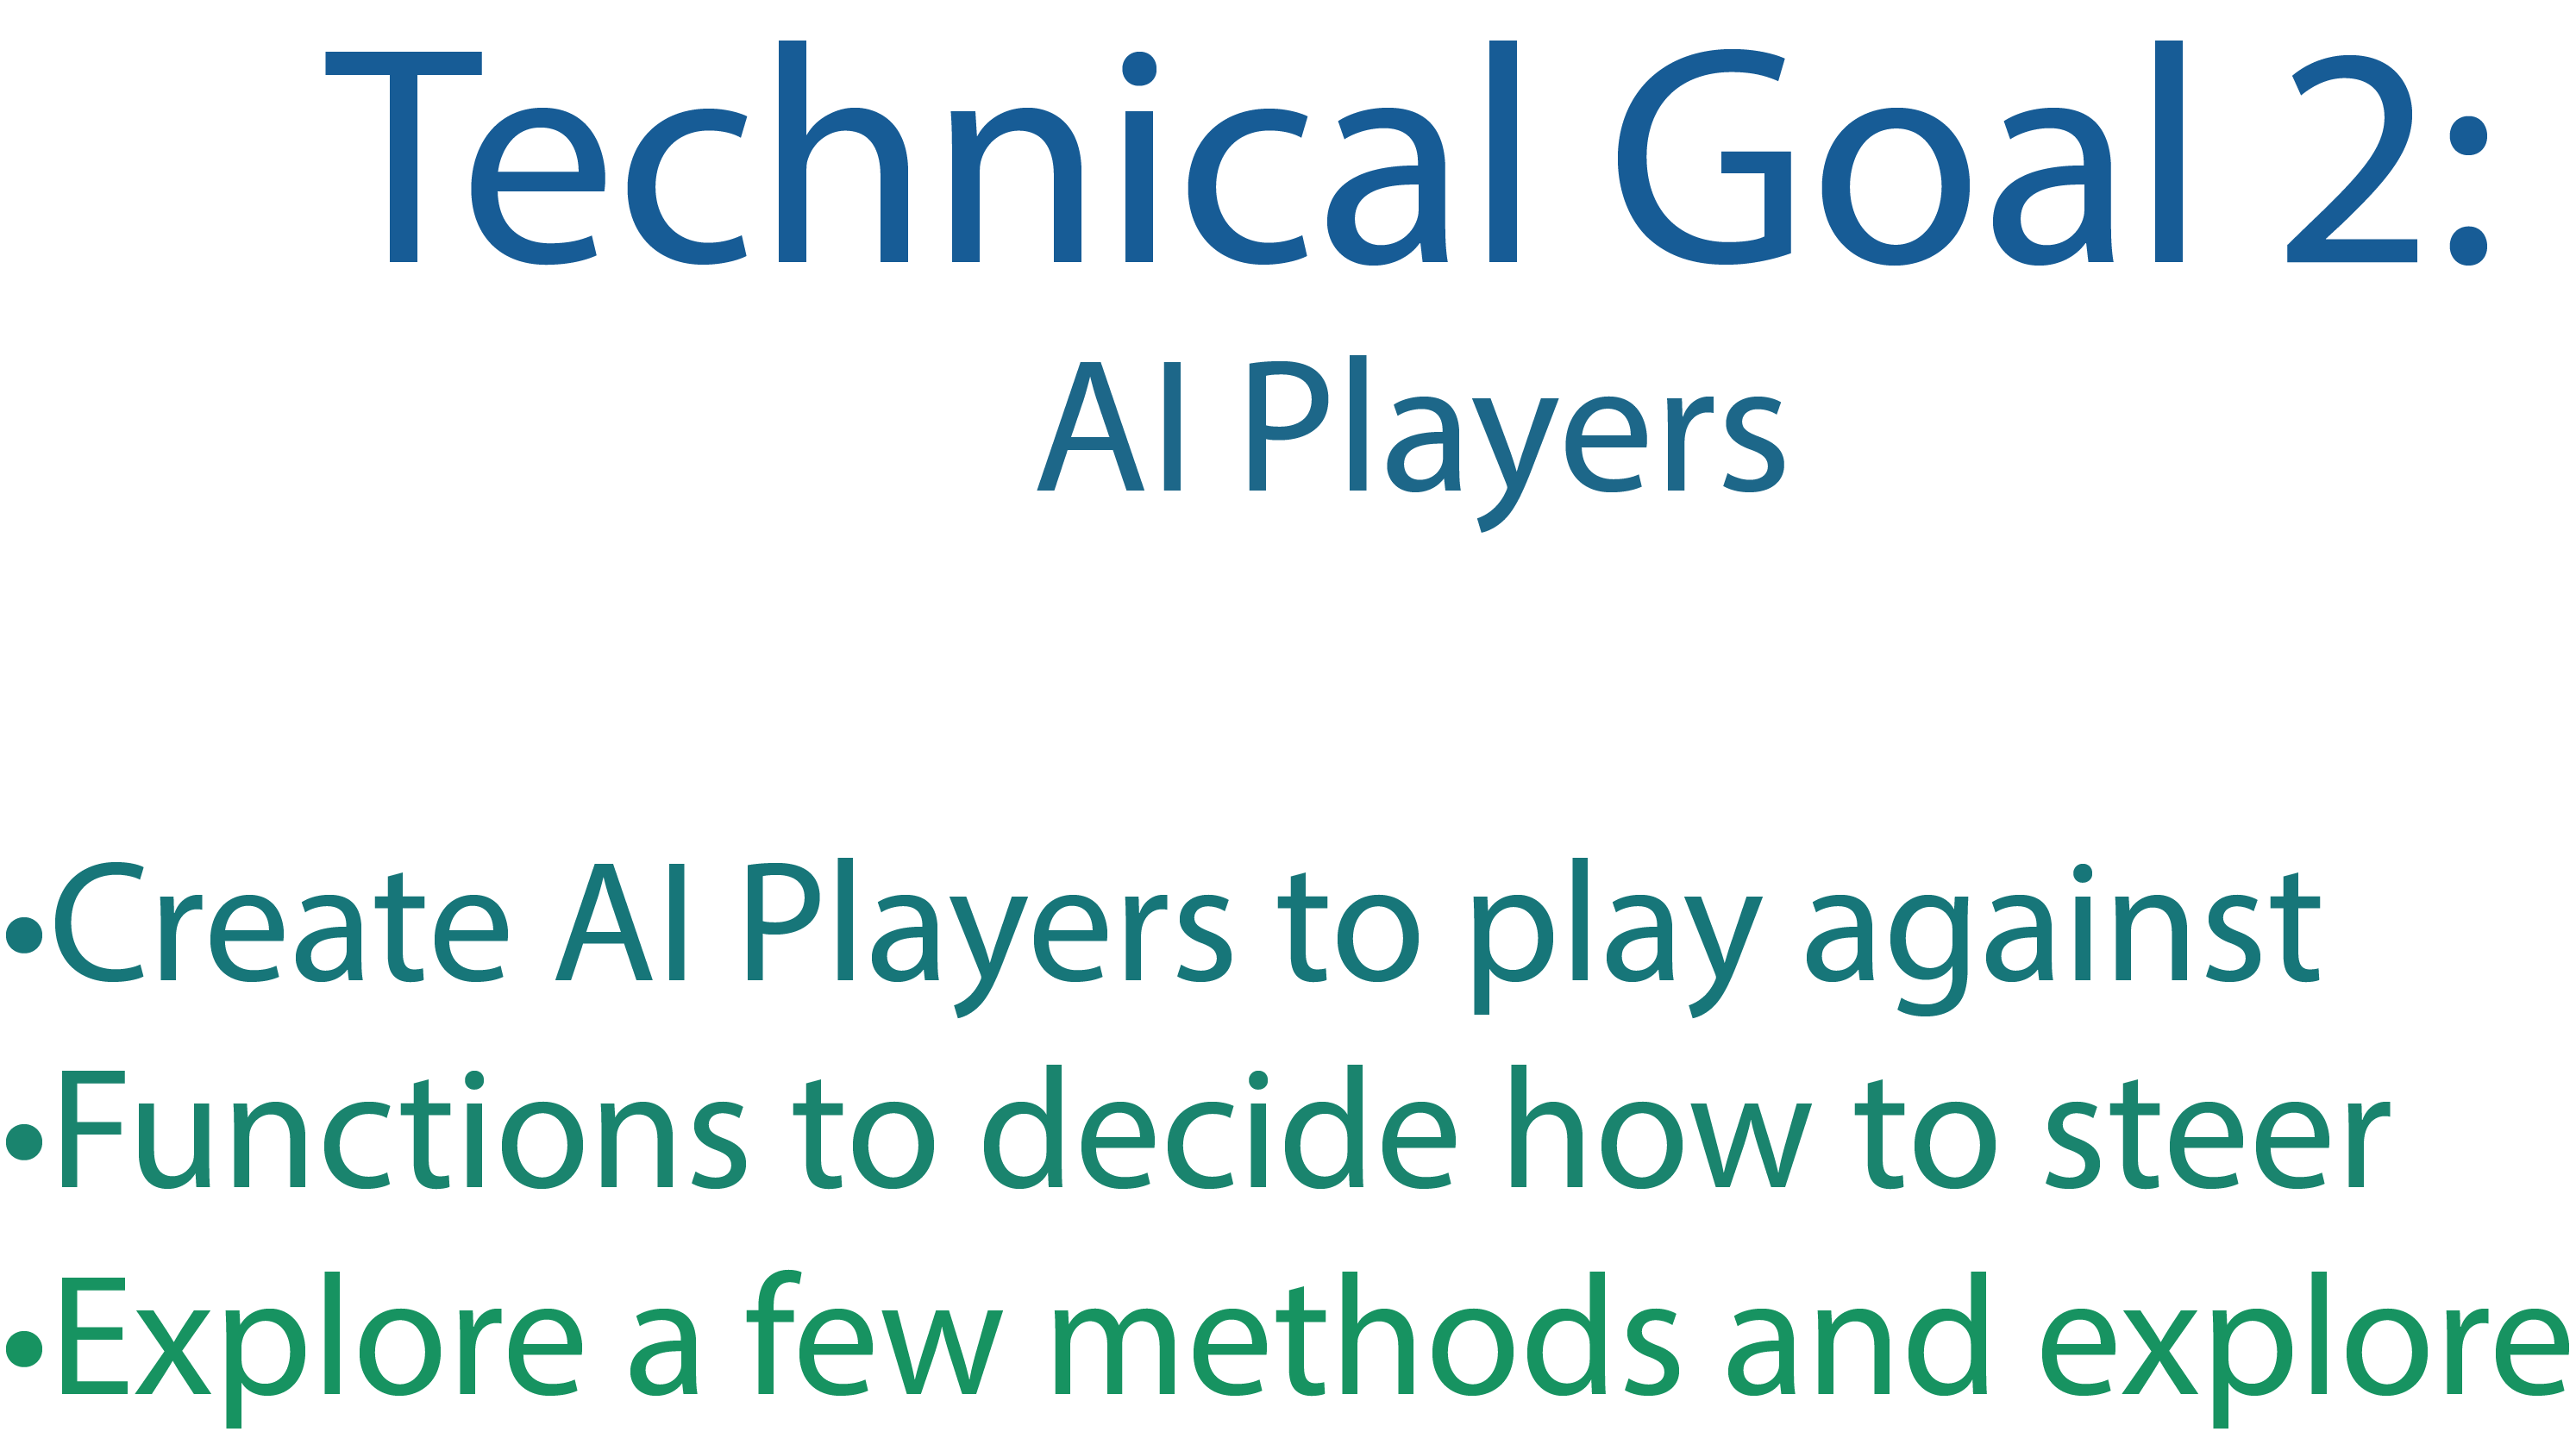 Technical Goal 2:
AI Players
•Create AI Players to play against
•Functions to decide how to steer
•Explore a few methods and explore